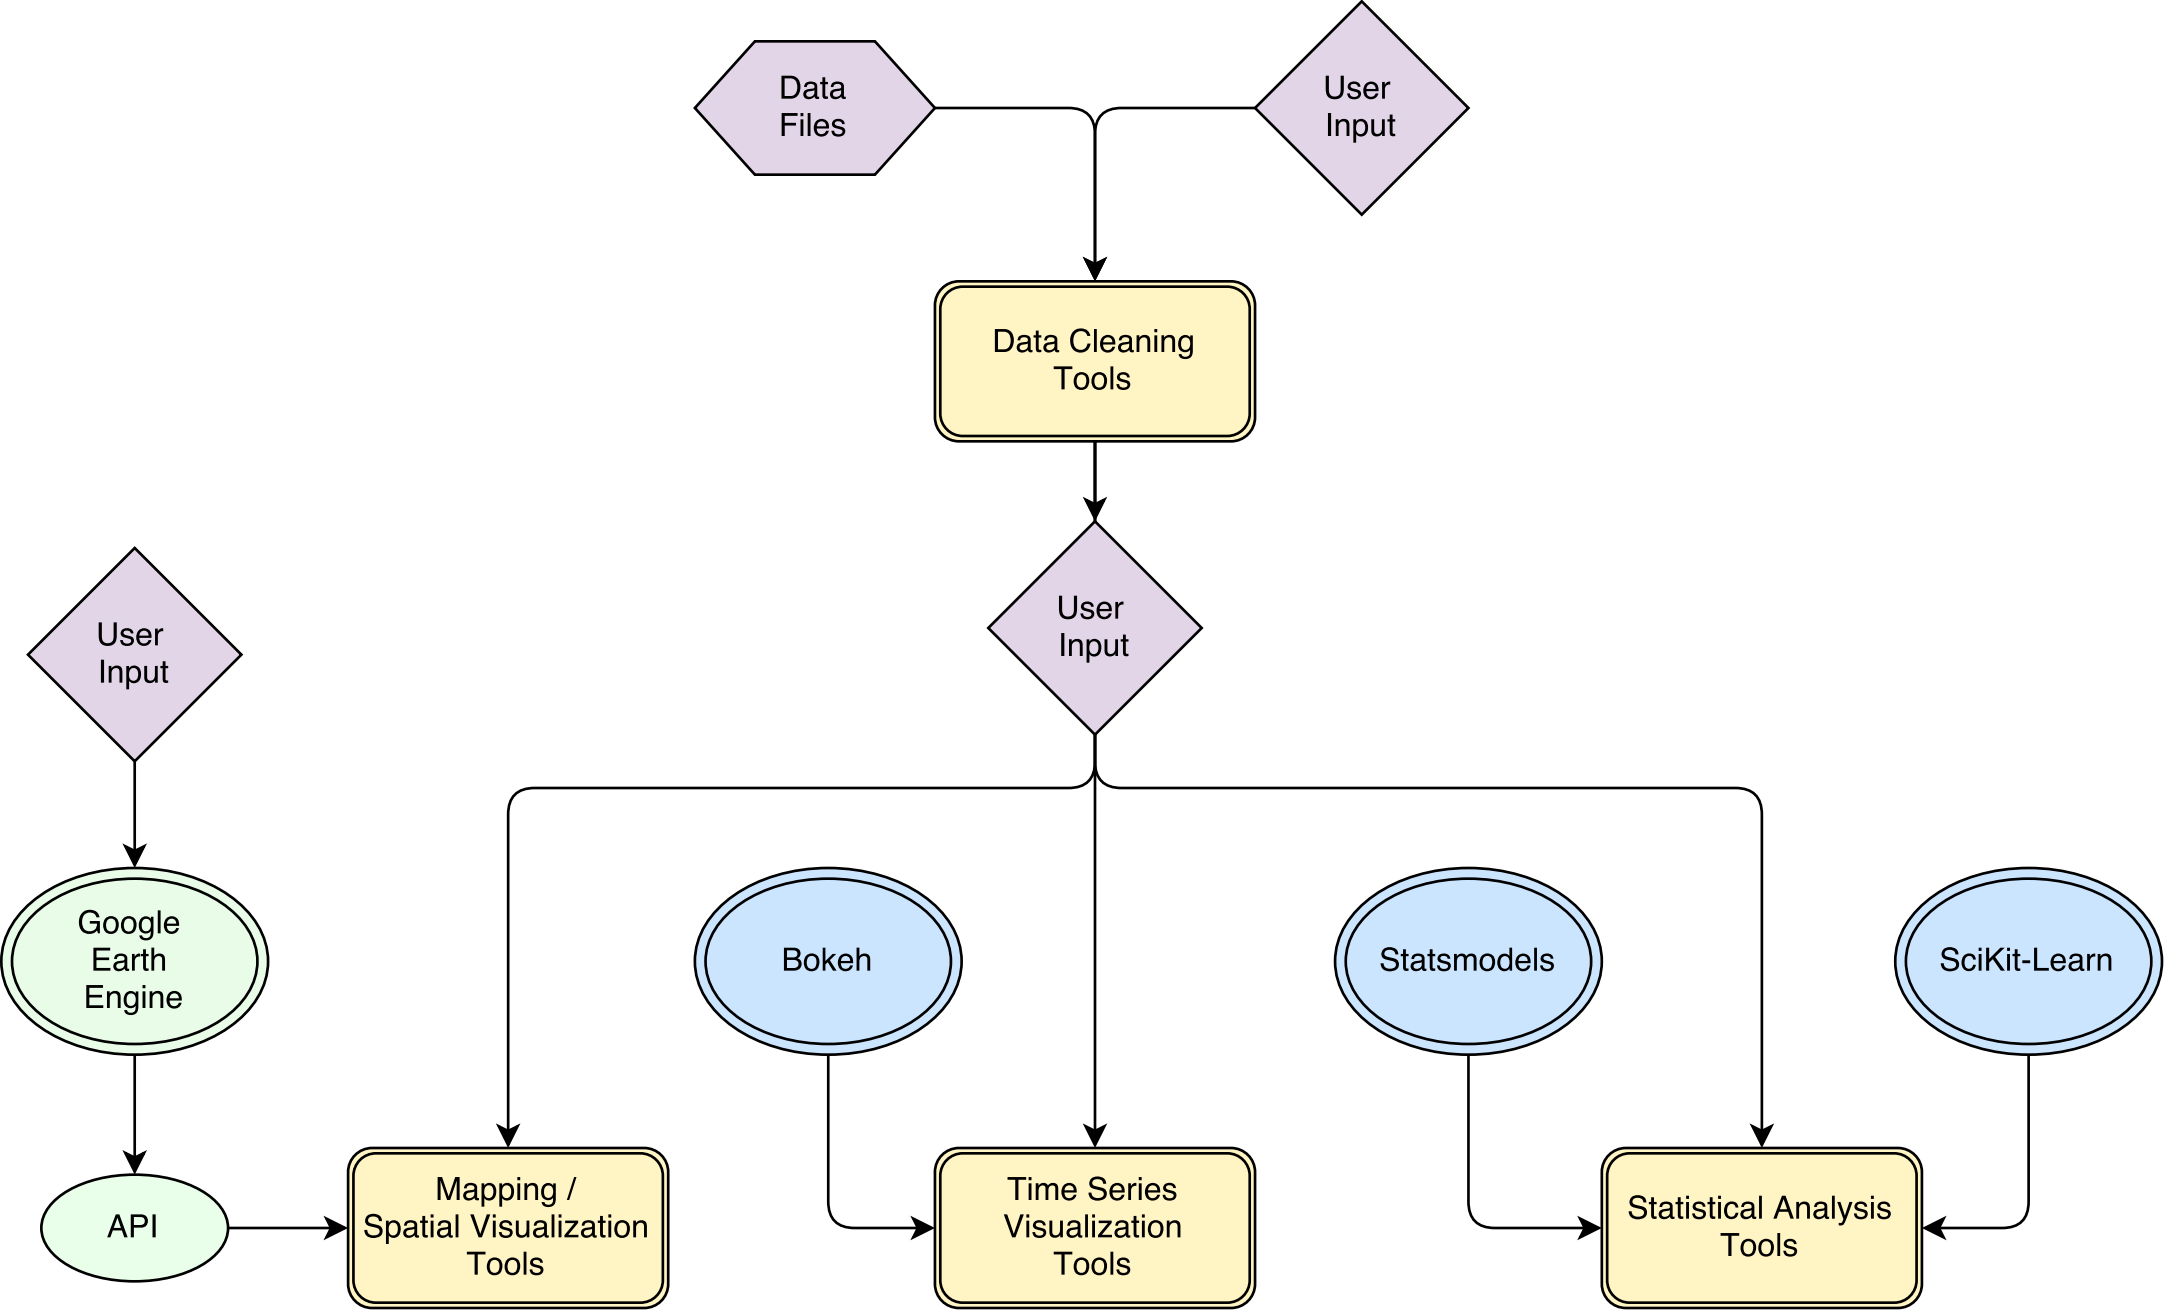 Data
Files
User
Input
Data Cleaning
Tools
User
Input
User
Input
Google
Earth
Engine
Bokeh
Statsmodels
SciKit-Learn
API
Mapping /
Spatial Visualization
Tools
Time Series
Visualization
Tools
Statistical Analysis
Tools